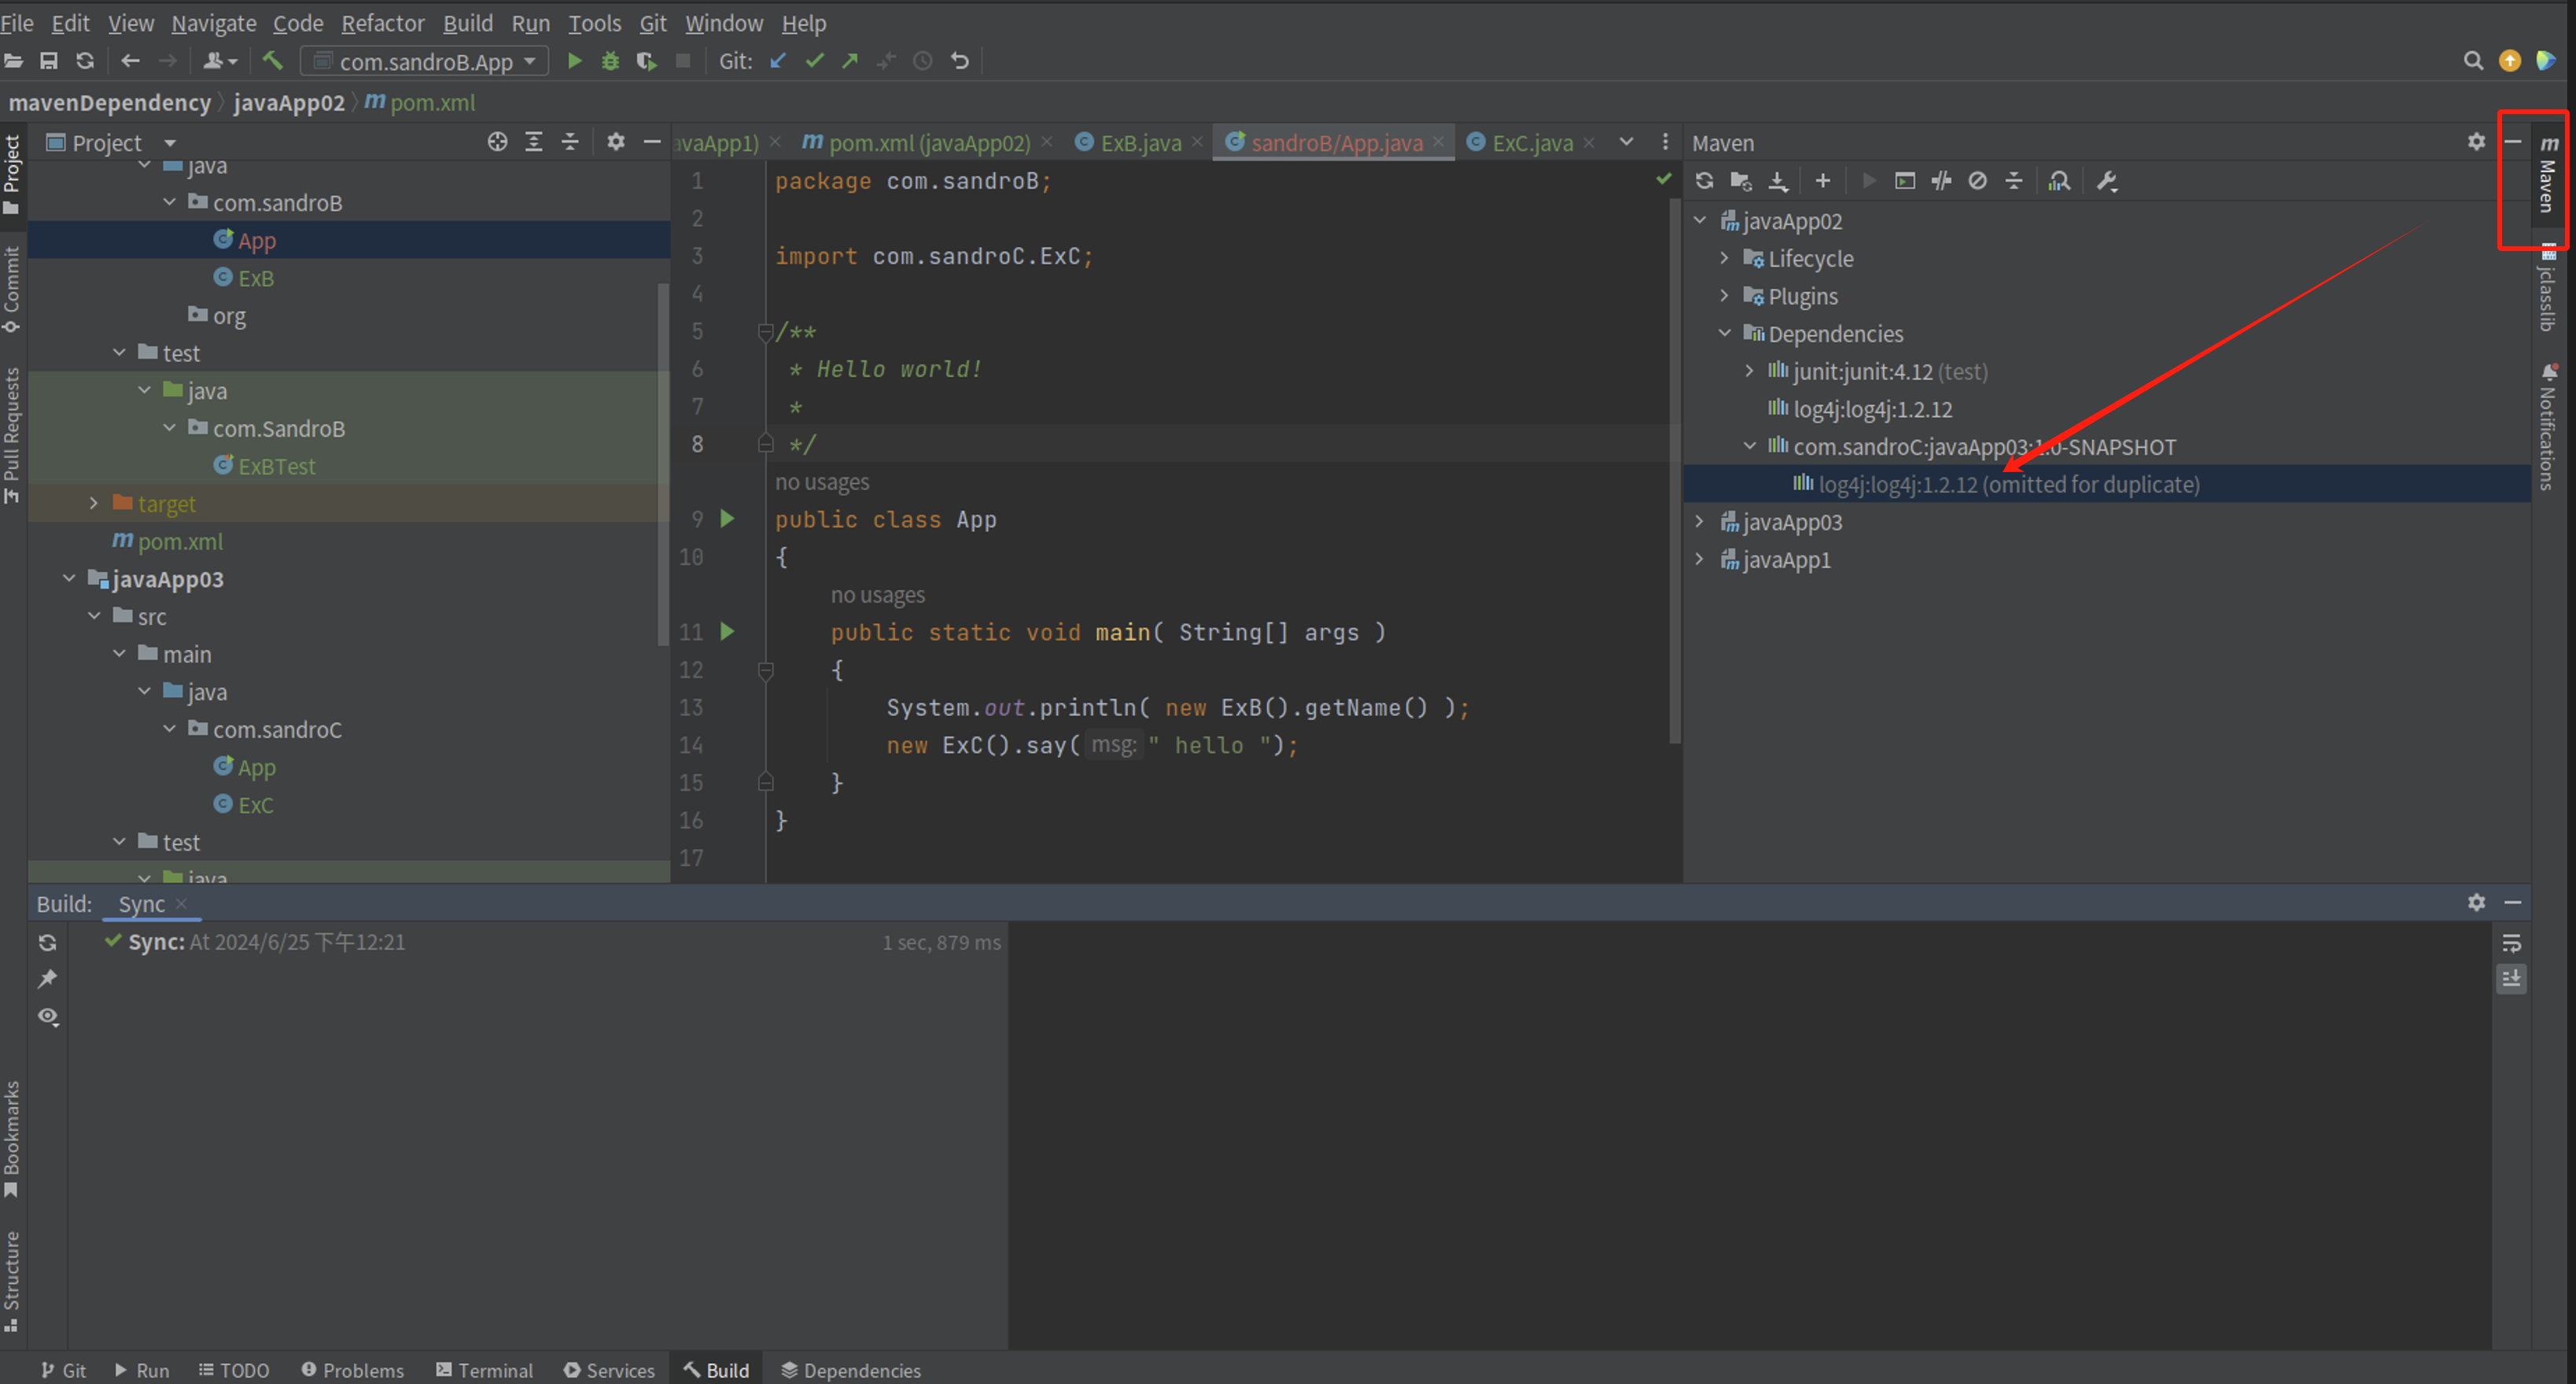 File Edit View Navigate Code Refactor Build Run Tools Git Window Help
com.sandroB.App Git:
mavenDependency javaApp02 m pom.xml
Project
Commit
Pull Requests
Bookmarks
Structure
Project
java
com.sandroB
App
ExB
org
test
java
com.SandroB
ExBTest
target
m pom.xml
javaApp03
src
main
java
com.sandroC
App
ExC
test
java
avaApp1) m pom.xml (javaApp02) ExB.java sandroB/App.java ExC.java
1 package com.sandroB;
2
3 import com.sandroC.ExC;
4
5 /**
6 * Hello world!
7 *
8 */
no usages
9 public class App
10 {
no usages
11 public static void main( String[] args )
12 {
13 System.out.println( new ExB().getName() );
14 new ExC().say( msg: " hello ");
15 }
16 }
17
Maven
javaApp02
Lifecycle
Plugins
Dependencies
junit:junit:4.12 (test)
log4j:log4j:1.2.12
com.sandroC:javaApp03:1.0-SNAPSHOT
log4j:log4j:1.2.12 (omitted for duplicate)
javaApp03
javaApp1
m Maven
jclasslib
Notifications
Build: Sync
Sync: At 2024/6/25 下午12:21 1 sec, 879 ms
Git Run TODO Problems Terminal Services Build Dependencies